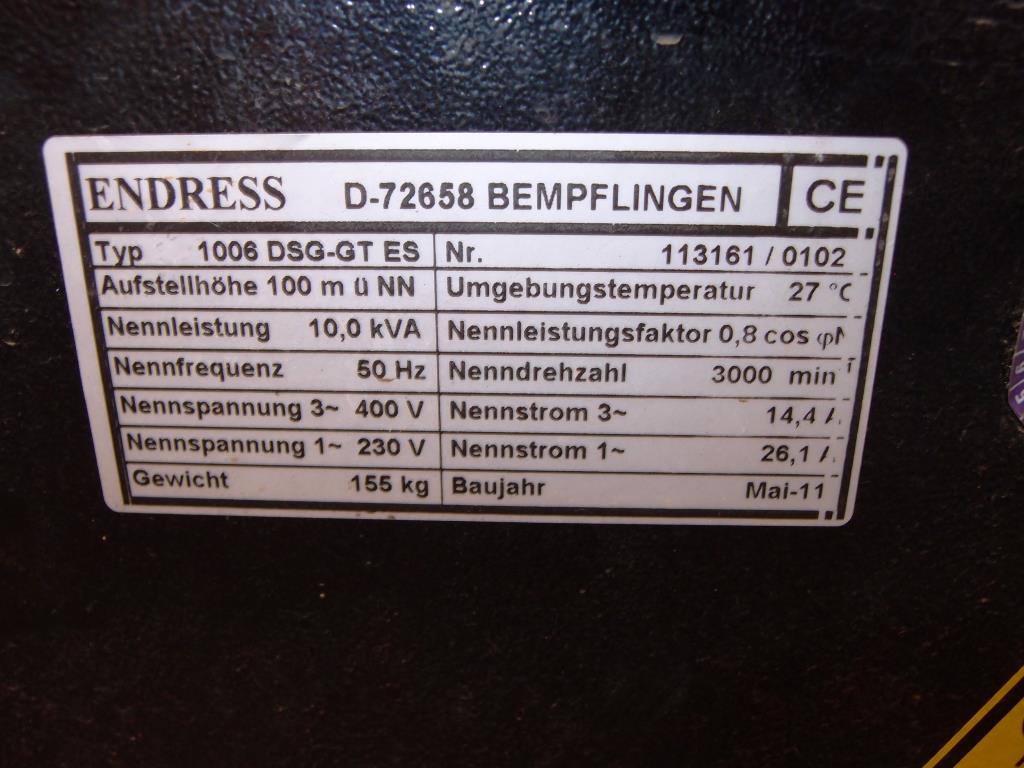 ENDRESS D-72658 BEMPFLINGEN CE
Typ 1006 DSG-GT ES Nr. 113161 / 0102
Aufstellhöhe 100 m ü NN Umgebungstemperatur 27 °C
Nennleistung 10,0 kVA Nennleistungsfaktor 0,8 cos φ
Nennfrequenz 50 Hz Nenndrehzahl 3000 min
Nennspannung 3~ 400 V Nennstrom 3~ 14,4
Nennspannung 1~ 230 V Nennstrom 1~ 26,1
Gewicht 155 kg Baujahr Mai-11